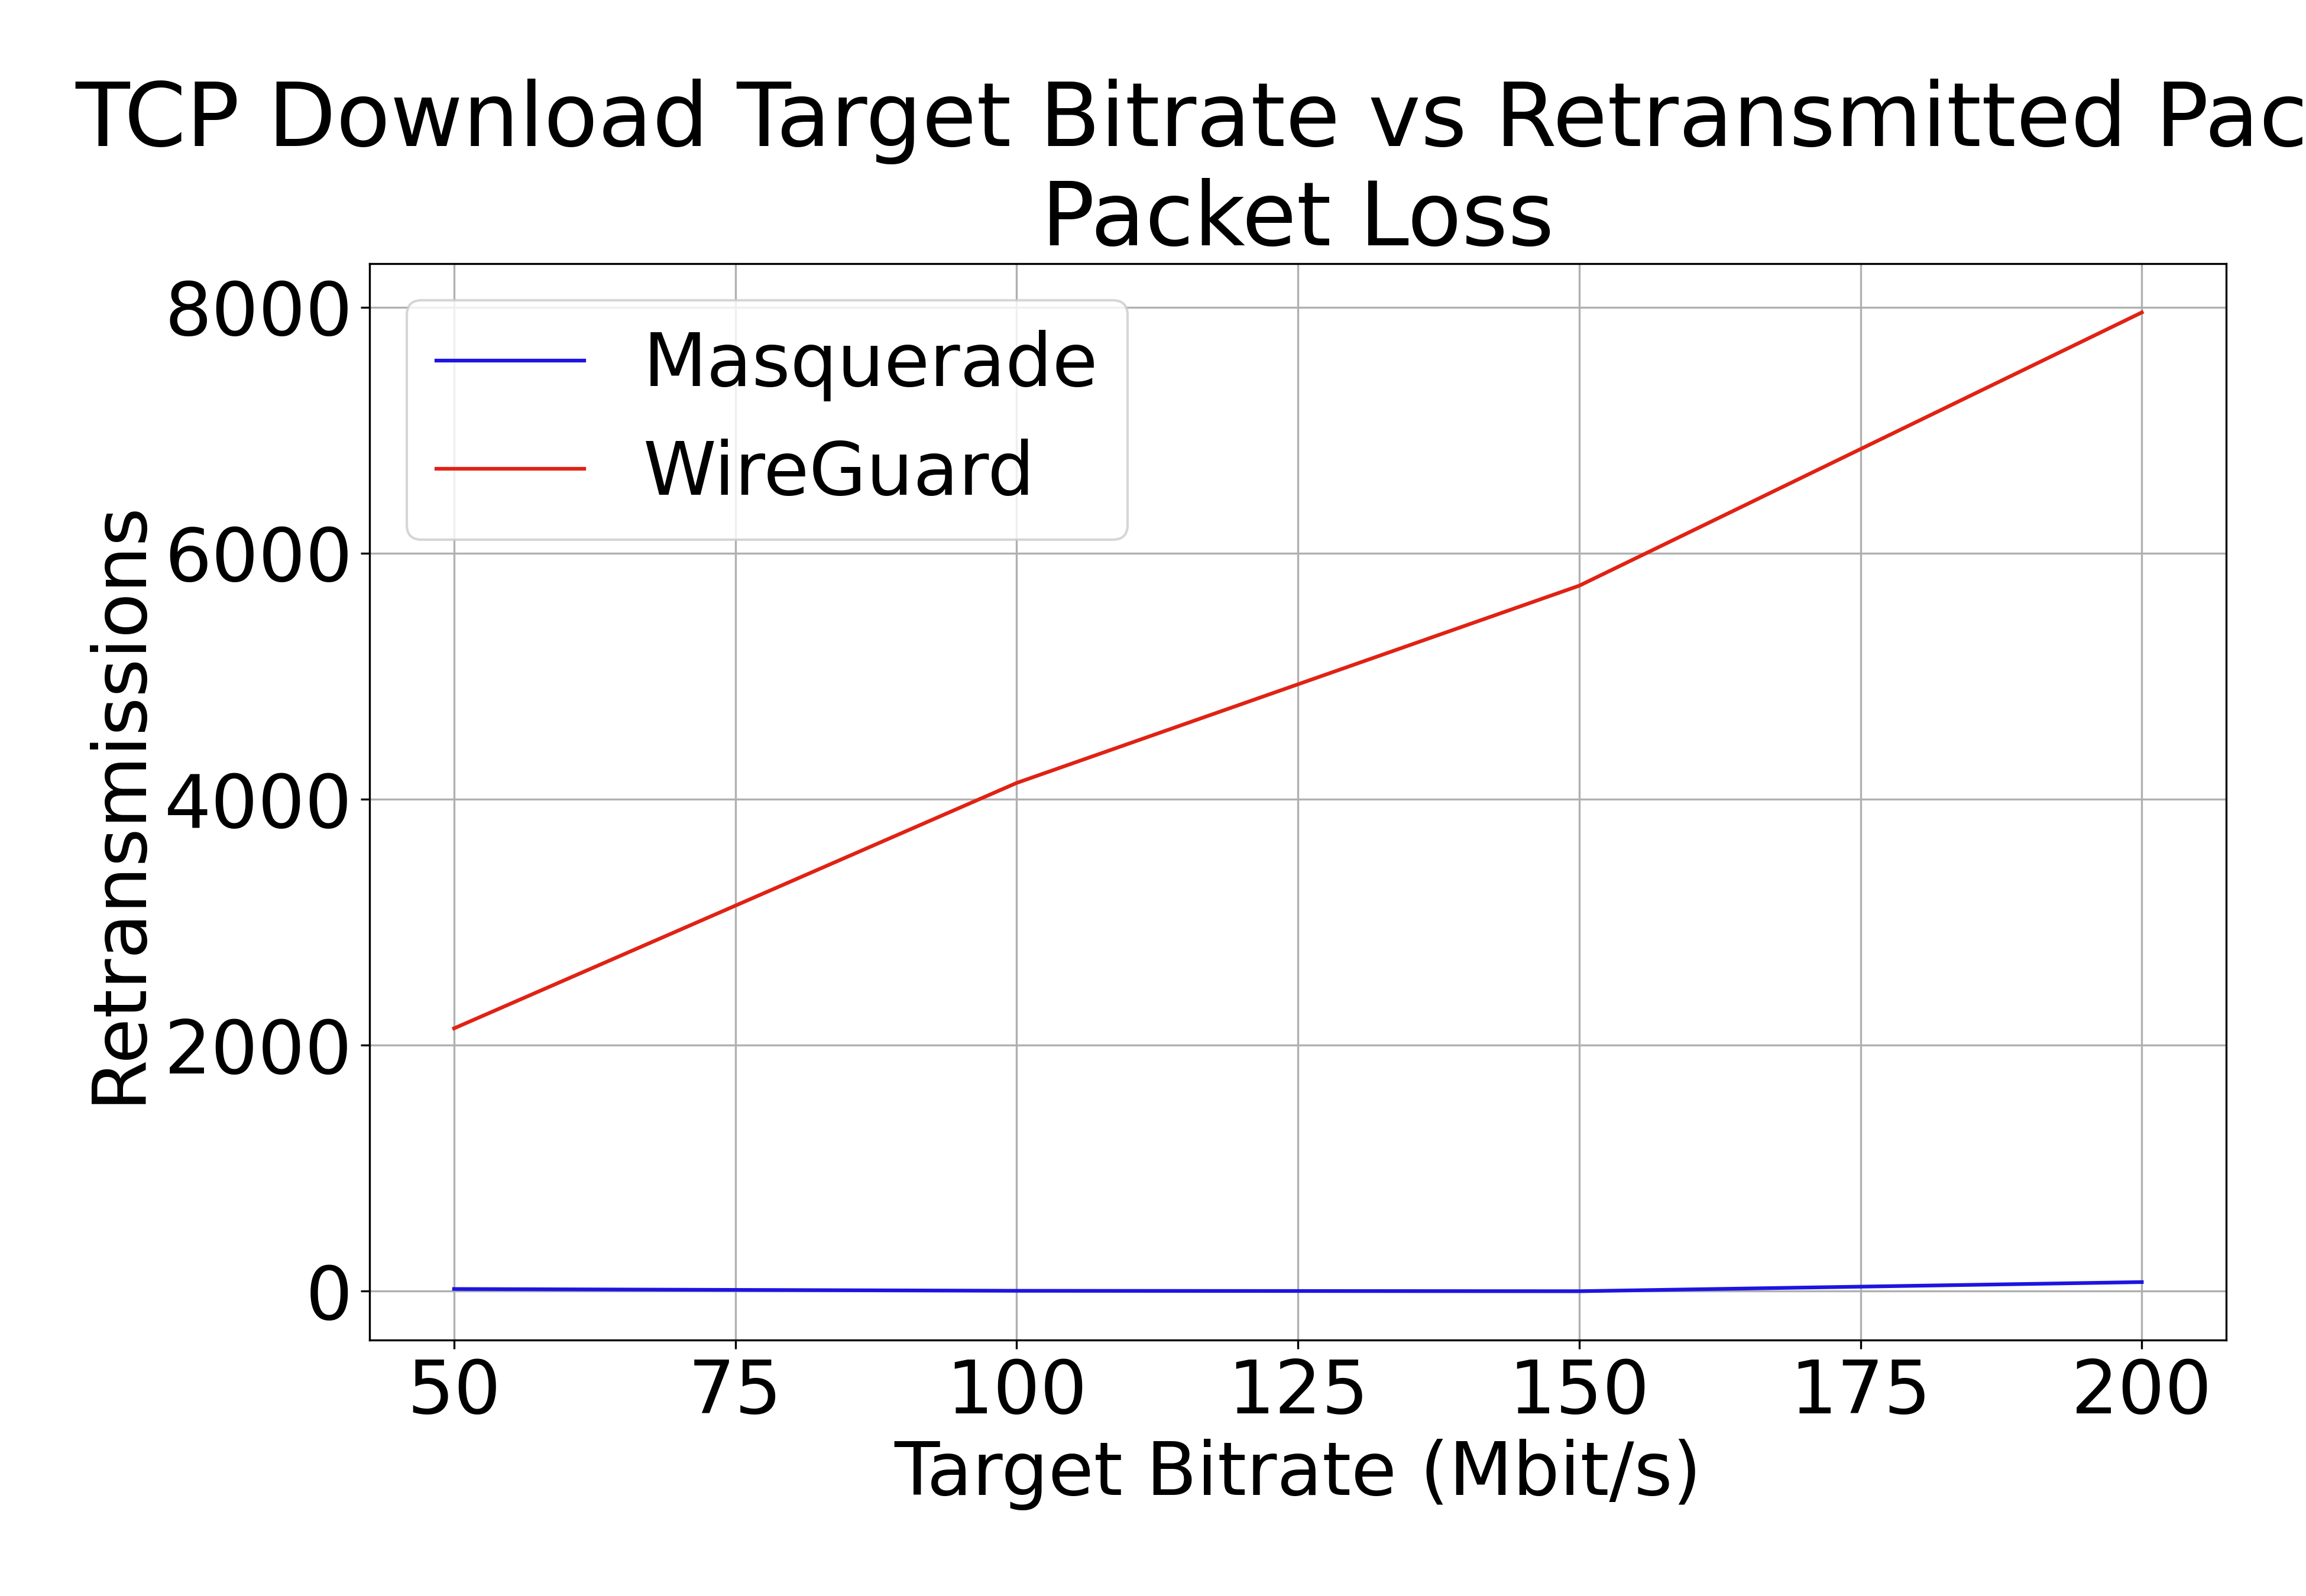 TCP Download Target Bitrate vs Retransmitted Pac
Packet Loss
8000
6000
4000
2000
0
Retransmissions
Masquerade
WireGuard
50 75 100 125 150 175 200
Target Bitrate (Mbit/s)